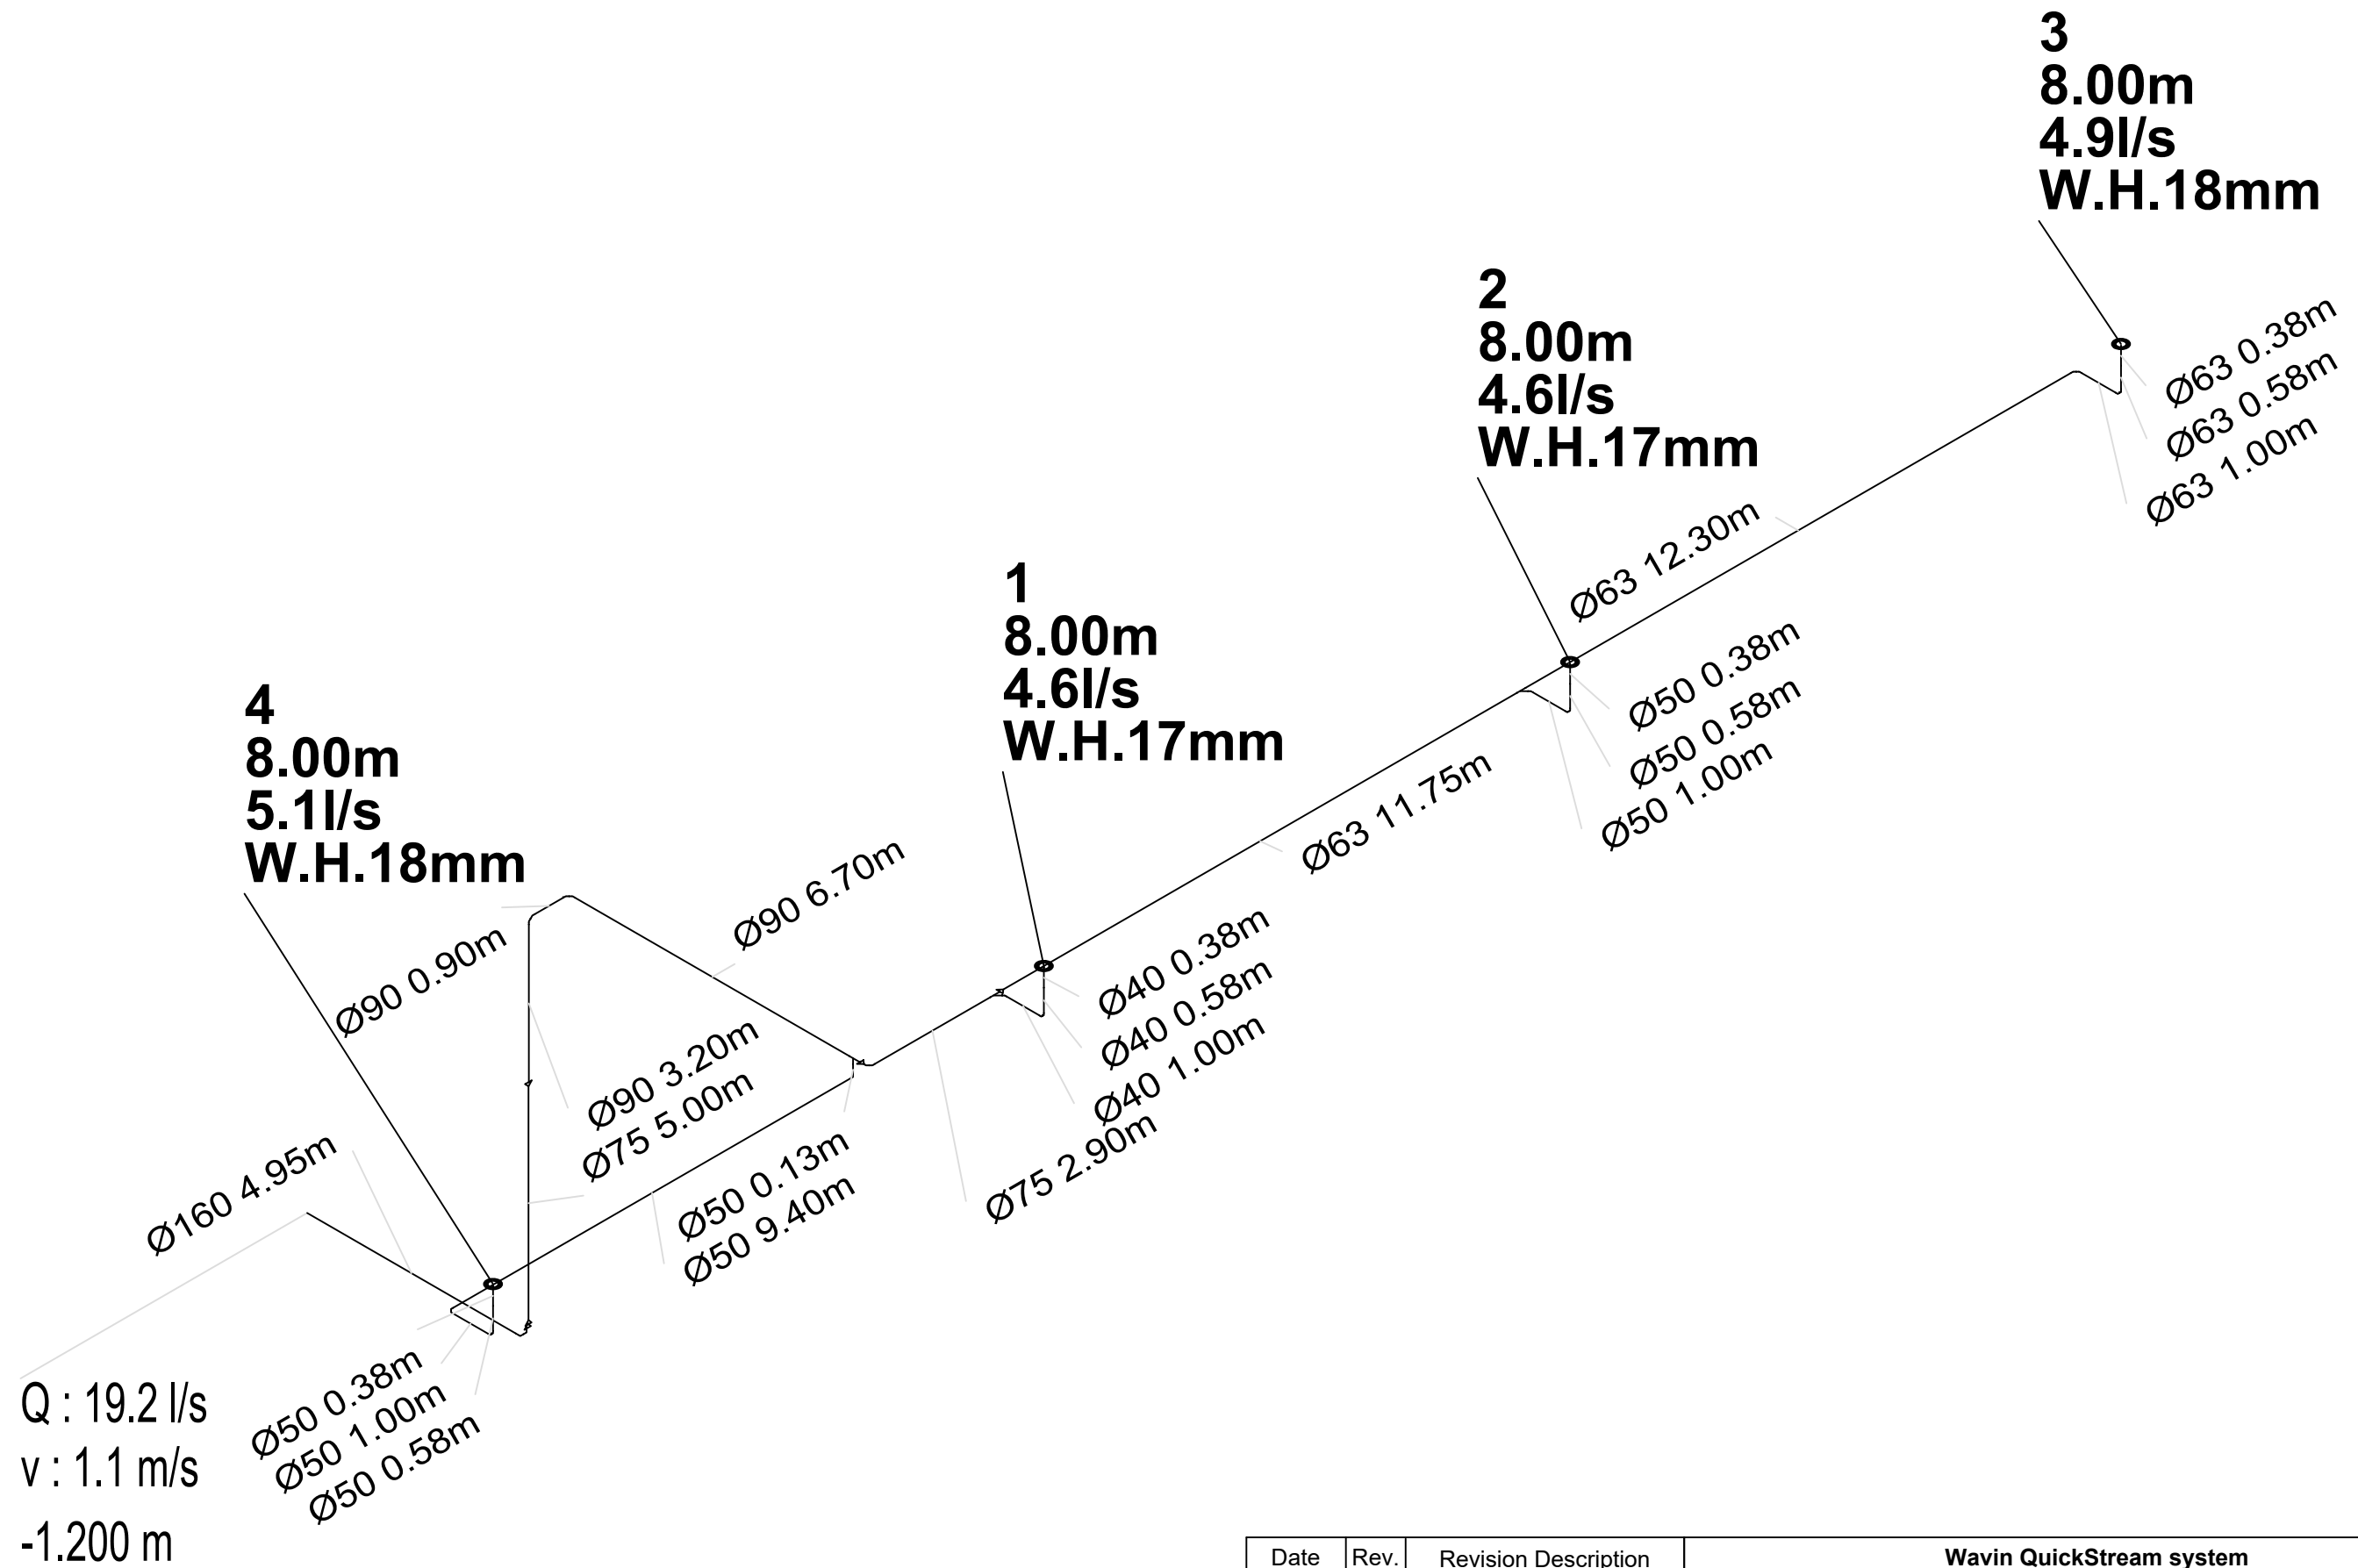 3
8.00m
4.9l/s
W.H.18mm
Ø63 0.38m
Ø63 0.58m
Ø63 1.00m
2
8.00m
4.6l/s
W.H.17mm
Ø63 12.30m
Ø50 0.38m
Ø50 0.58m
Ø50 1.00m
1
8.00m
4.6l/s
W.H.17mm
Ø63 11.75m
Ø40 0.38m
Ø40 0.58m
Ø40 1.00m
Ø75 2.90m
4
8.00m
5.1l/s
W.H.18mm
Ø90 6.70m
Ø90 0.90m
Ø90 3.20m
Ø75 5.00m
Ø50 0.13m
Ø50 9.40m
Ø160 4.95m
Ø50 0.38m
Ø50 1.00m
Ø50 0.58m
Q : 19.2 l/s
v : 1.1 m/s
-1.200 m
Date Rev. Revision Description Wavin QuickStream system